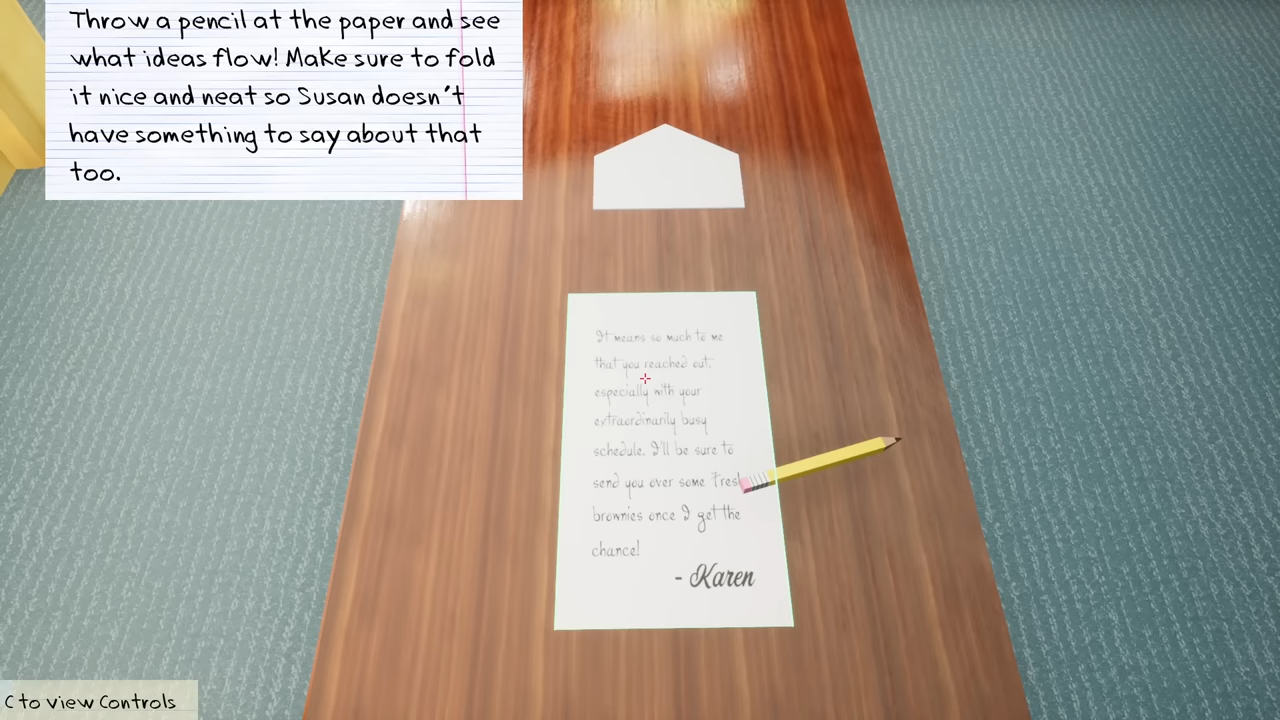 Throw a pencil at the paper and see
what ideas flow! Make sure to fold
it nice and neat so Susan doesn't
have something to say about that
too.
It means so much to me
that you reached out,
especially with your
extraordinarily busy
schedule. I'll be sure to
send you over some fresh
brownies once I get the
chance!
- Karen
C to view Controls